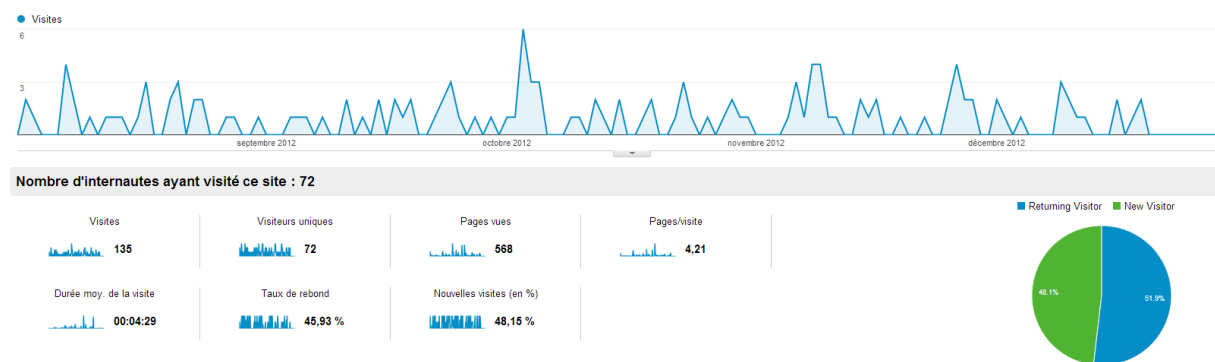 Visites
6
3
septembre 2012 octobre 2012 novembre 2012 décembre 2012
Nombre d'internautes ayant visité ce site : 72
Returning Visitor New Visitor
Visites Visiteurs uniques Pages vues Pages/visite
135 72 568 4,21
48.1% 51.9%
Durée moy. de la visite Taux de rebond Nouvelles visites (en %)
00:04:29 45,93 % 48,15 %